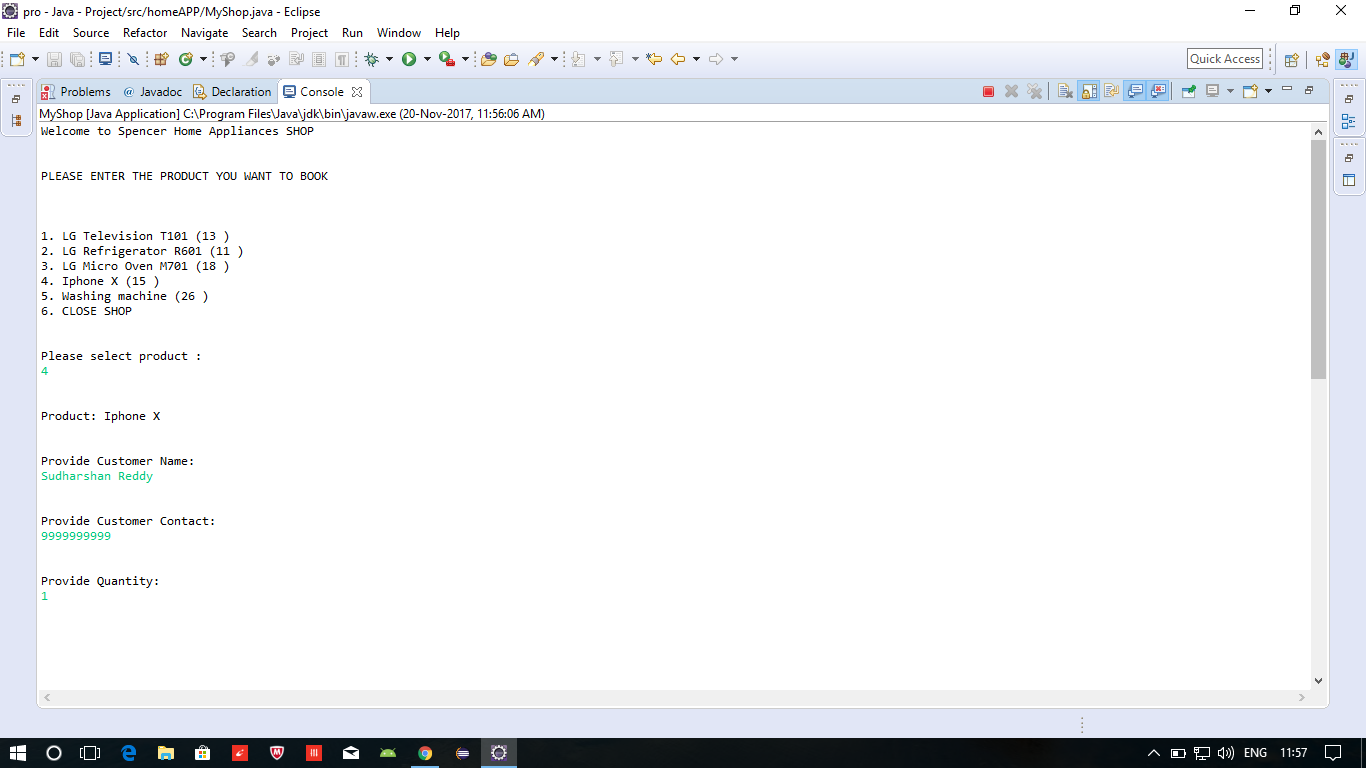 pro - Java - Project/src/homeAPP/MyShop.java - Eclipse
File Edit Source Refactor Navigate Search Project Run Window Help
Quick Access
Problems @ Javadoc Declaration Console
MyShop [Java Application] C:\Program Files\Java\jdk\bin\javaw.exe (20-Nov-2017, 11:56:06 AM)
Welcome to Spencer Home Appliances SHOP
PLEASE ENTER THE PRODUCT YOU WANT TO BOOK
1. LG Television T101 (13 )
2. LG Refrigerator R601 (11 )
3. LG Micro Oven M701 (18 )
4. Iphone X (15 )
5. Washing machine (26 )
6. CLOSE SHOP
Please select product :
4
Product: Iphone X
Provide Customer Name:
Sudharshan Reddy
Provide Customer Contact:
9999999999
Provide Quantity:
1
ENG 11:57